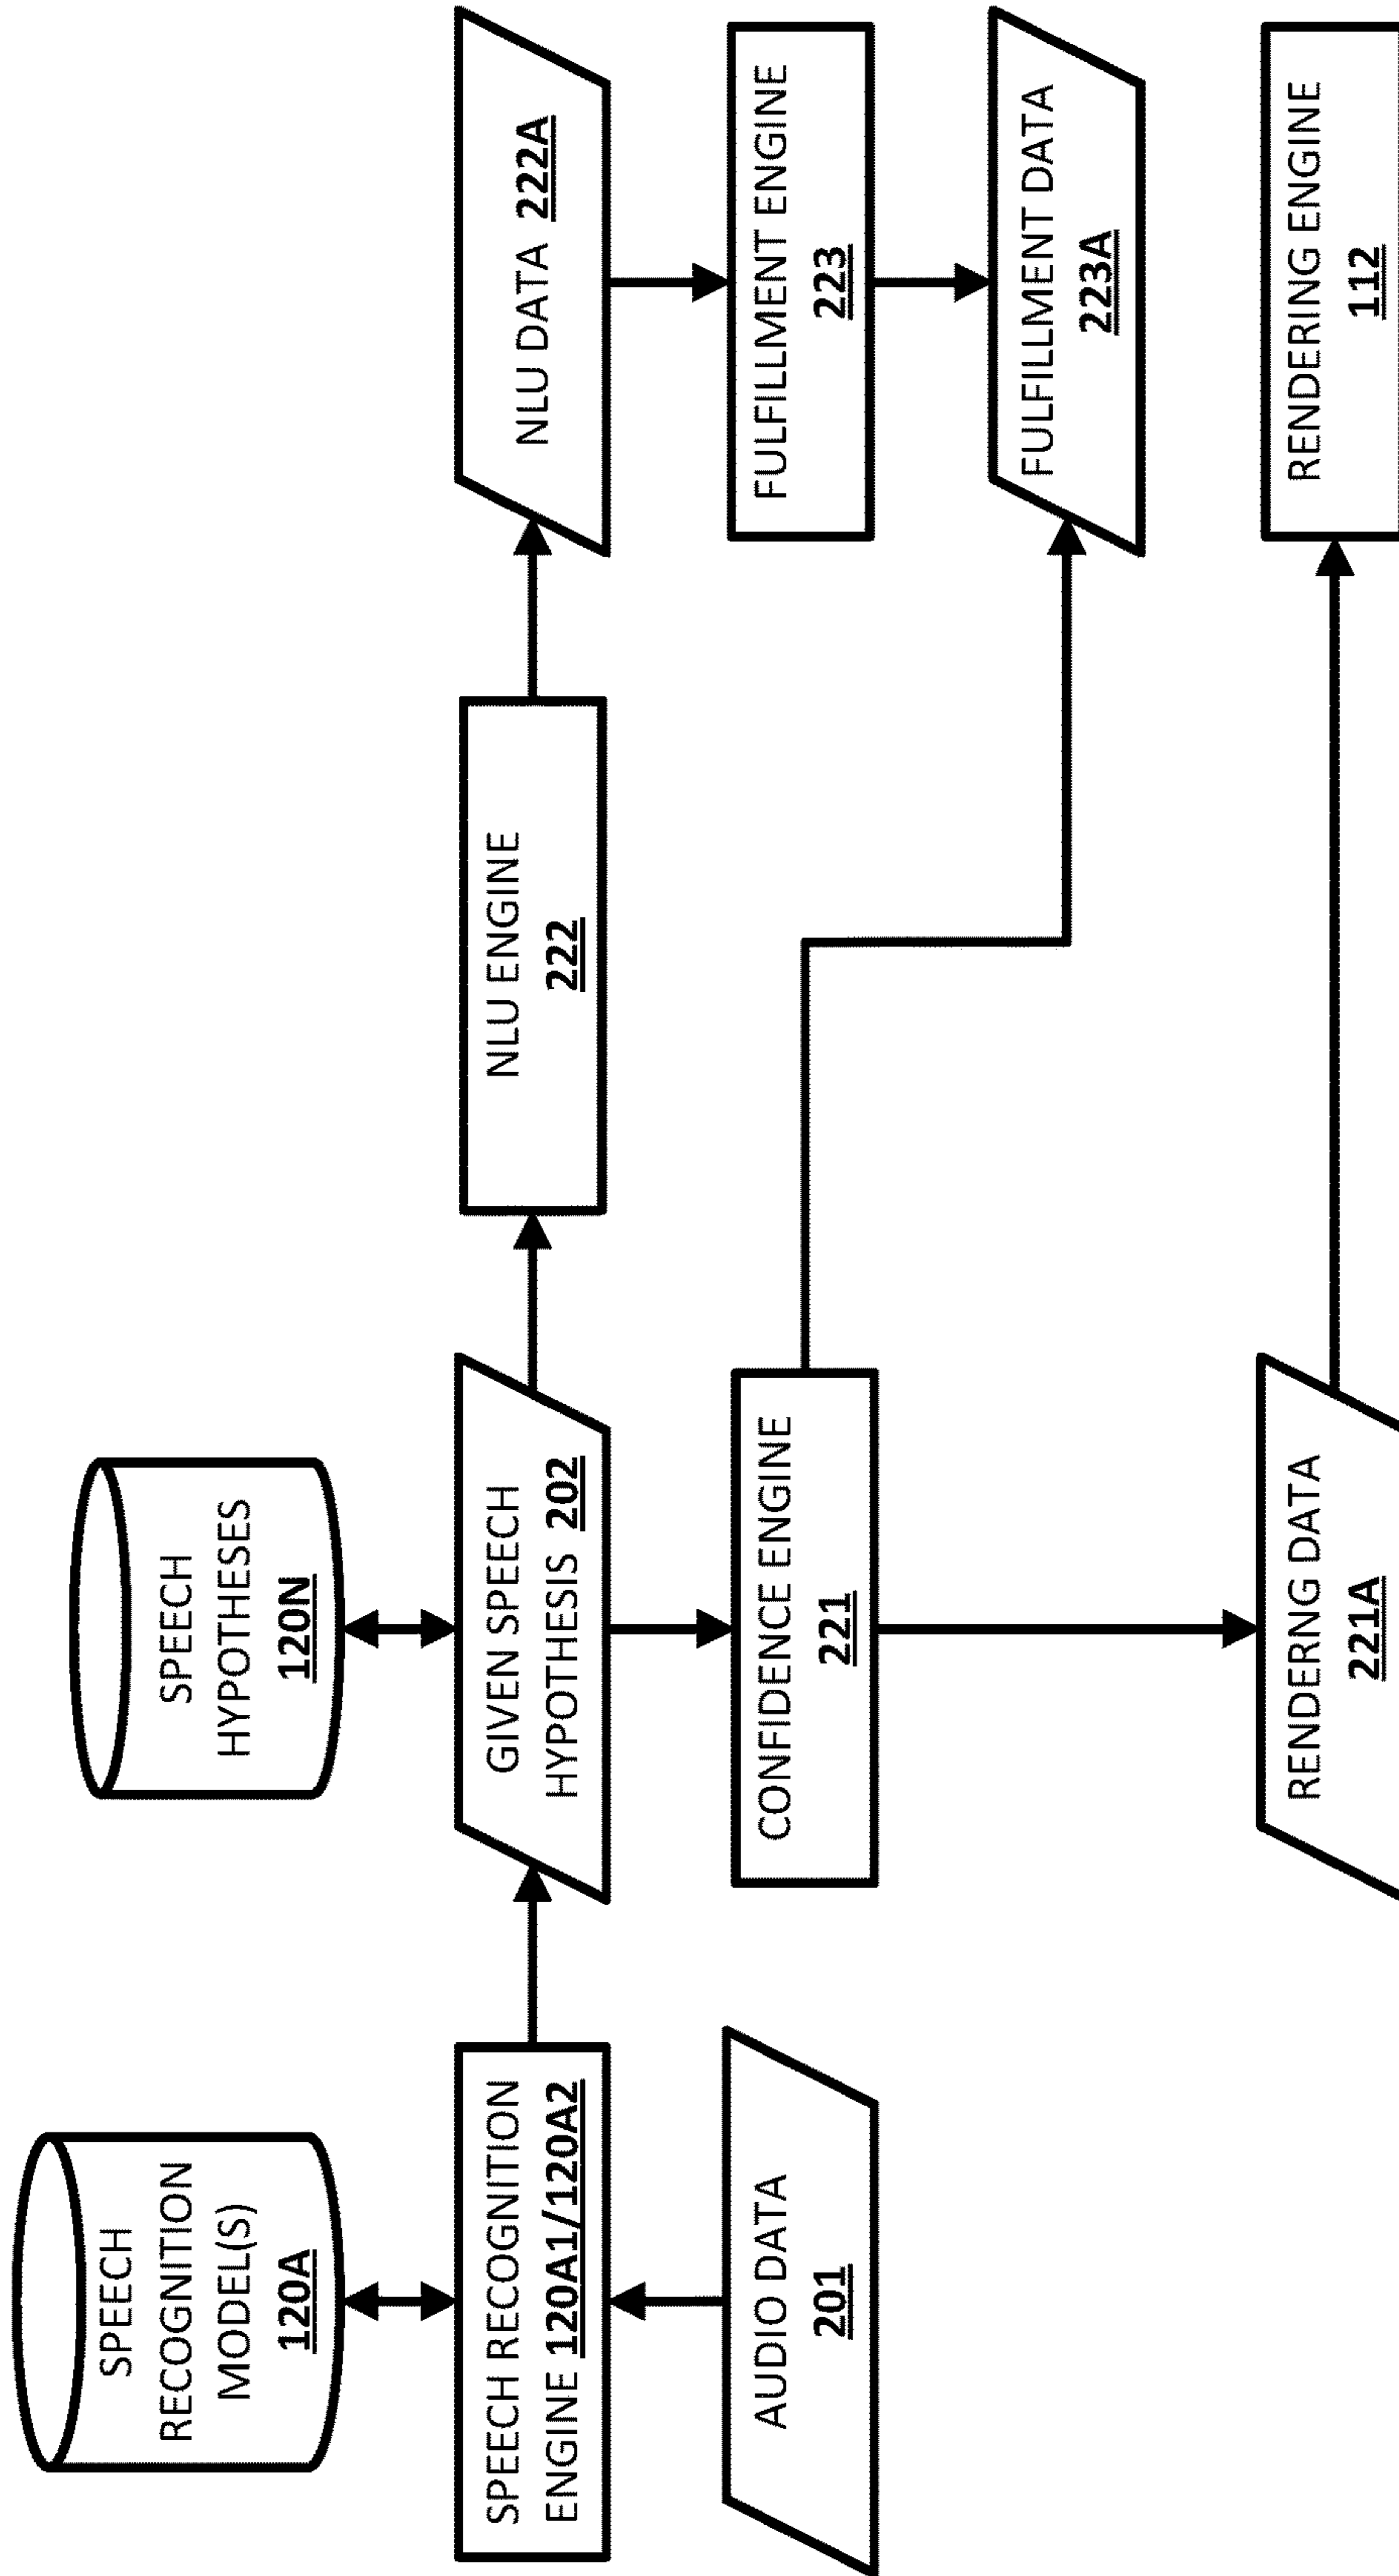 SPEECH
RECOGNITION
MODEL(S)
120A
SPEECH
HYPOTHESES
120N
SPEECH RECOGNITION
ENGINE 120A1/120A2
GIVEN SPEECH
HYPOTHESIS 202
NLU ENGINE
222
NLU DATA 222A
AUDIO DATA
201
CONFIDENCE ENGINE
221
FULFILLMENT ENGINE
223
FULFILLMENT DATA
223A
RENDERNG DATA
221A
RENDERING ENGINE
112